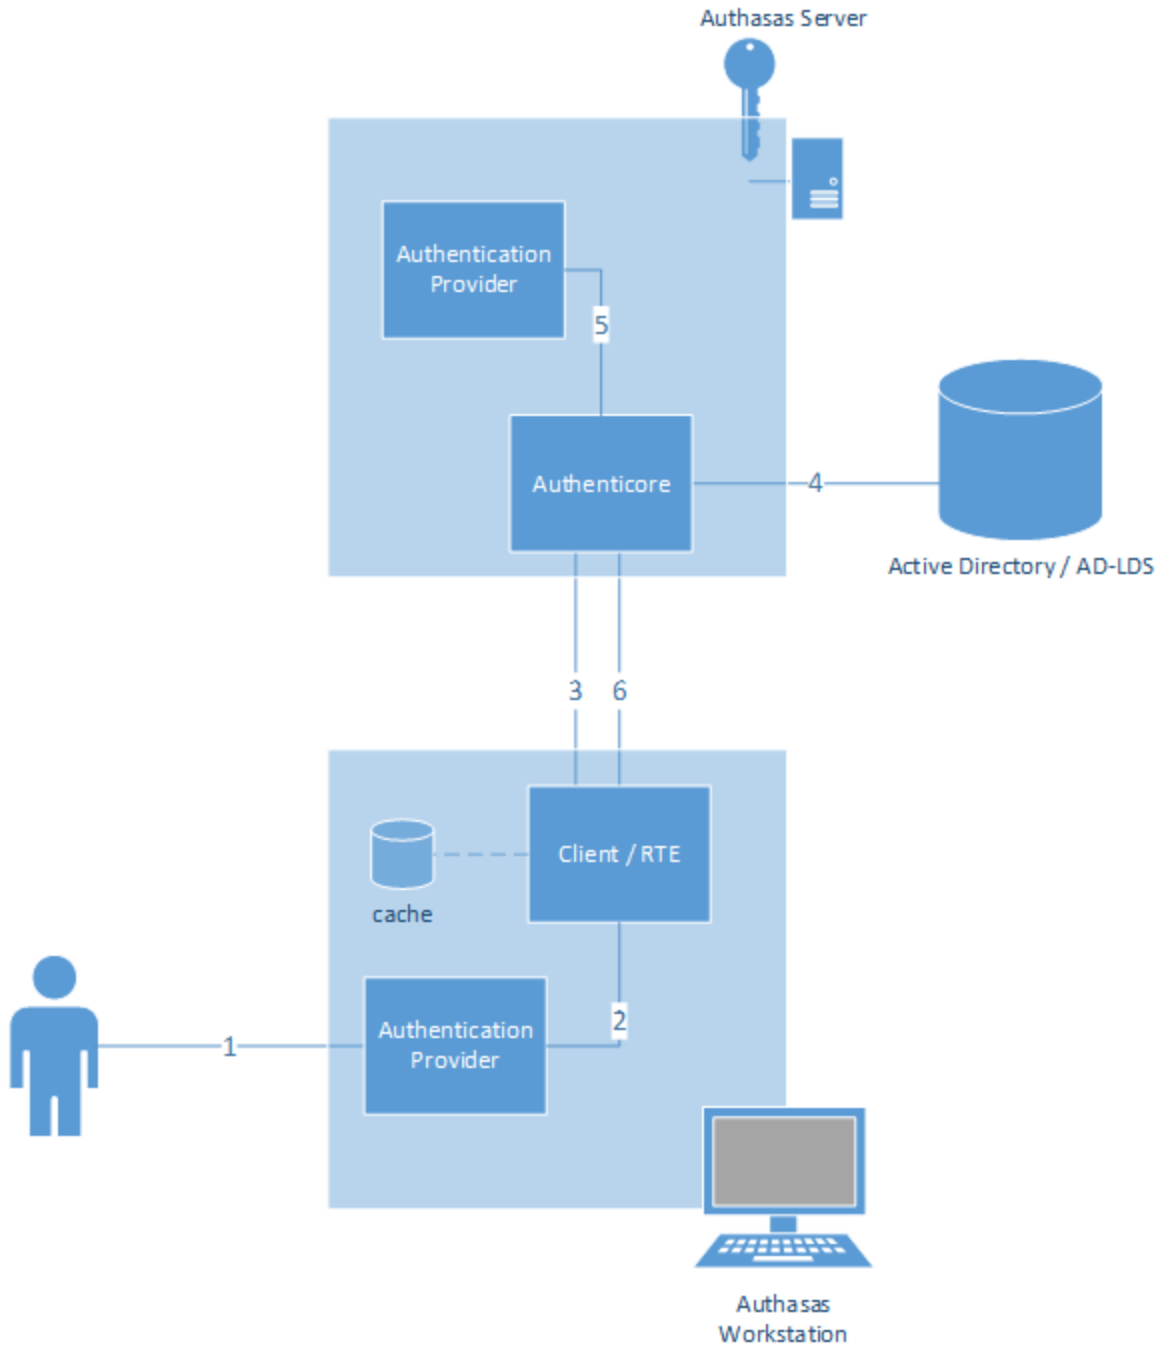 Authasas Server
Authentication
Provider
5
Authenticore
4
Active Directory / AD-LDS
3
6
Client / RTE
cache
2
Authentication
Provider
1
Authasas
Workstation